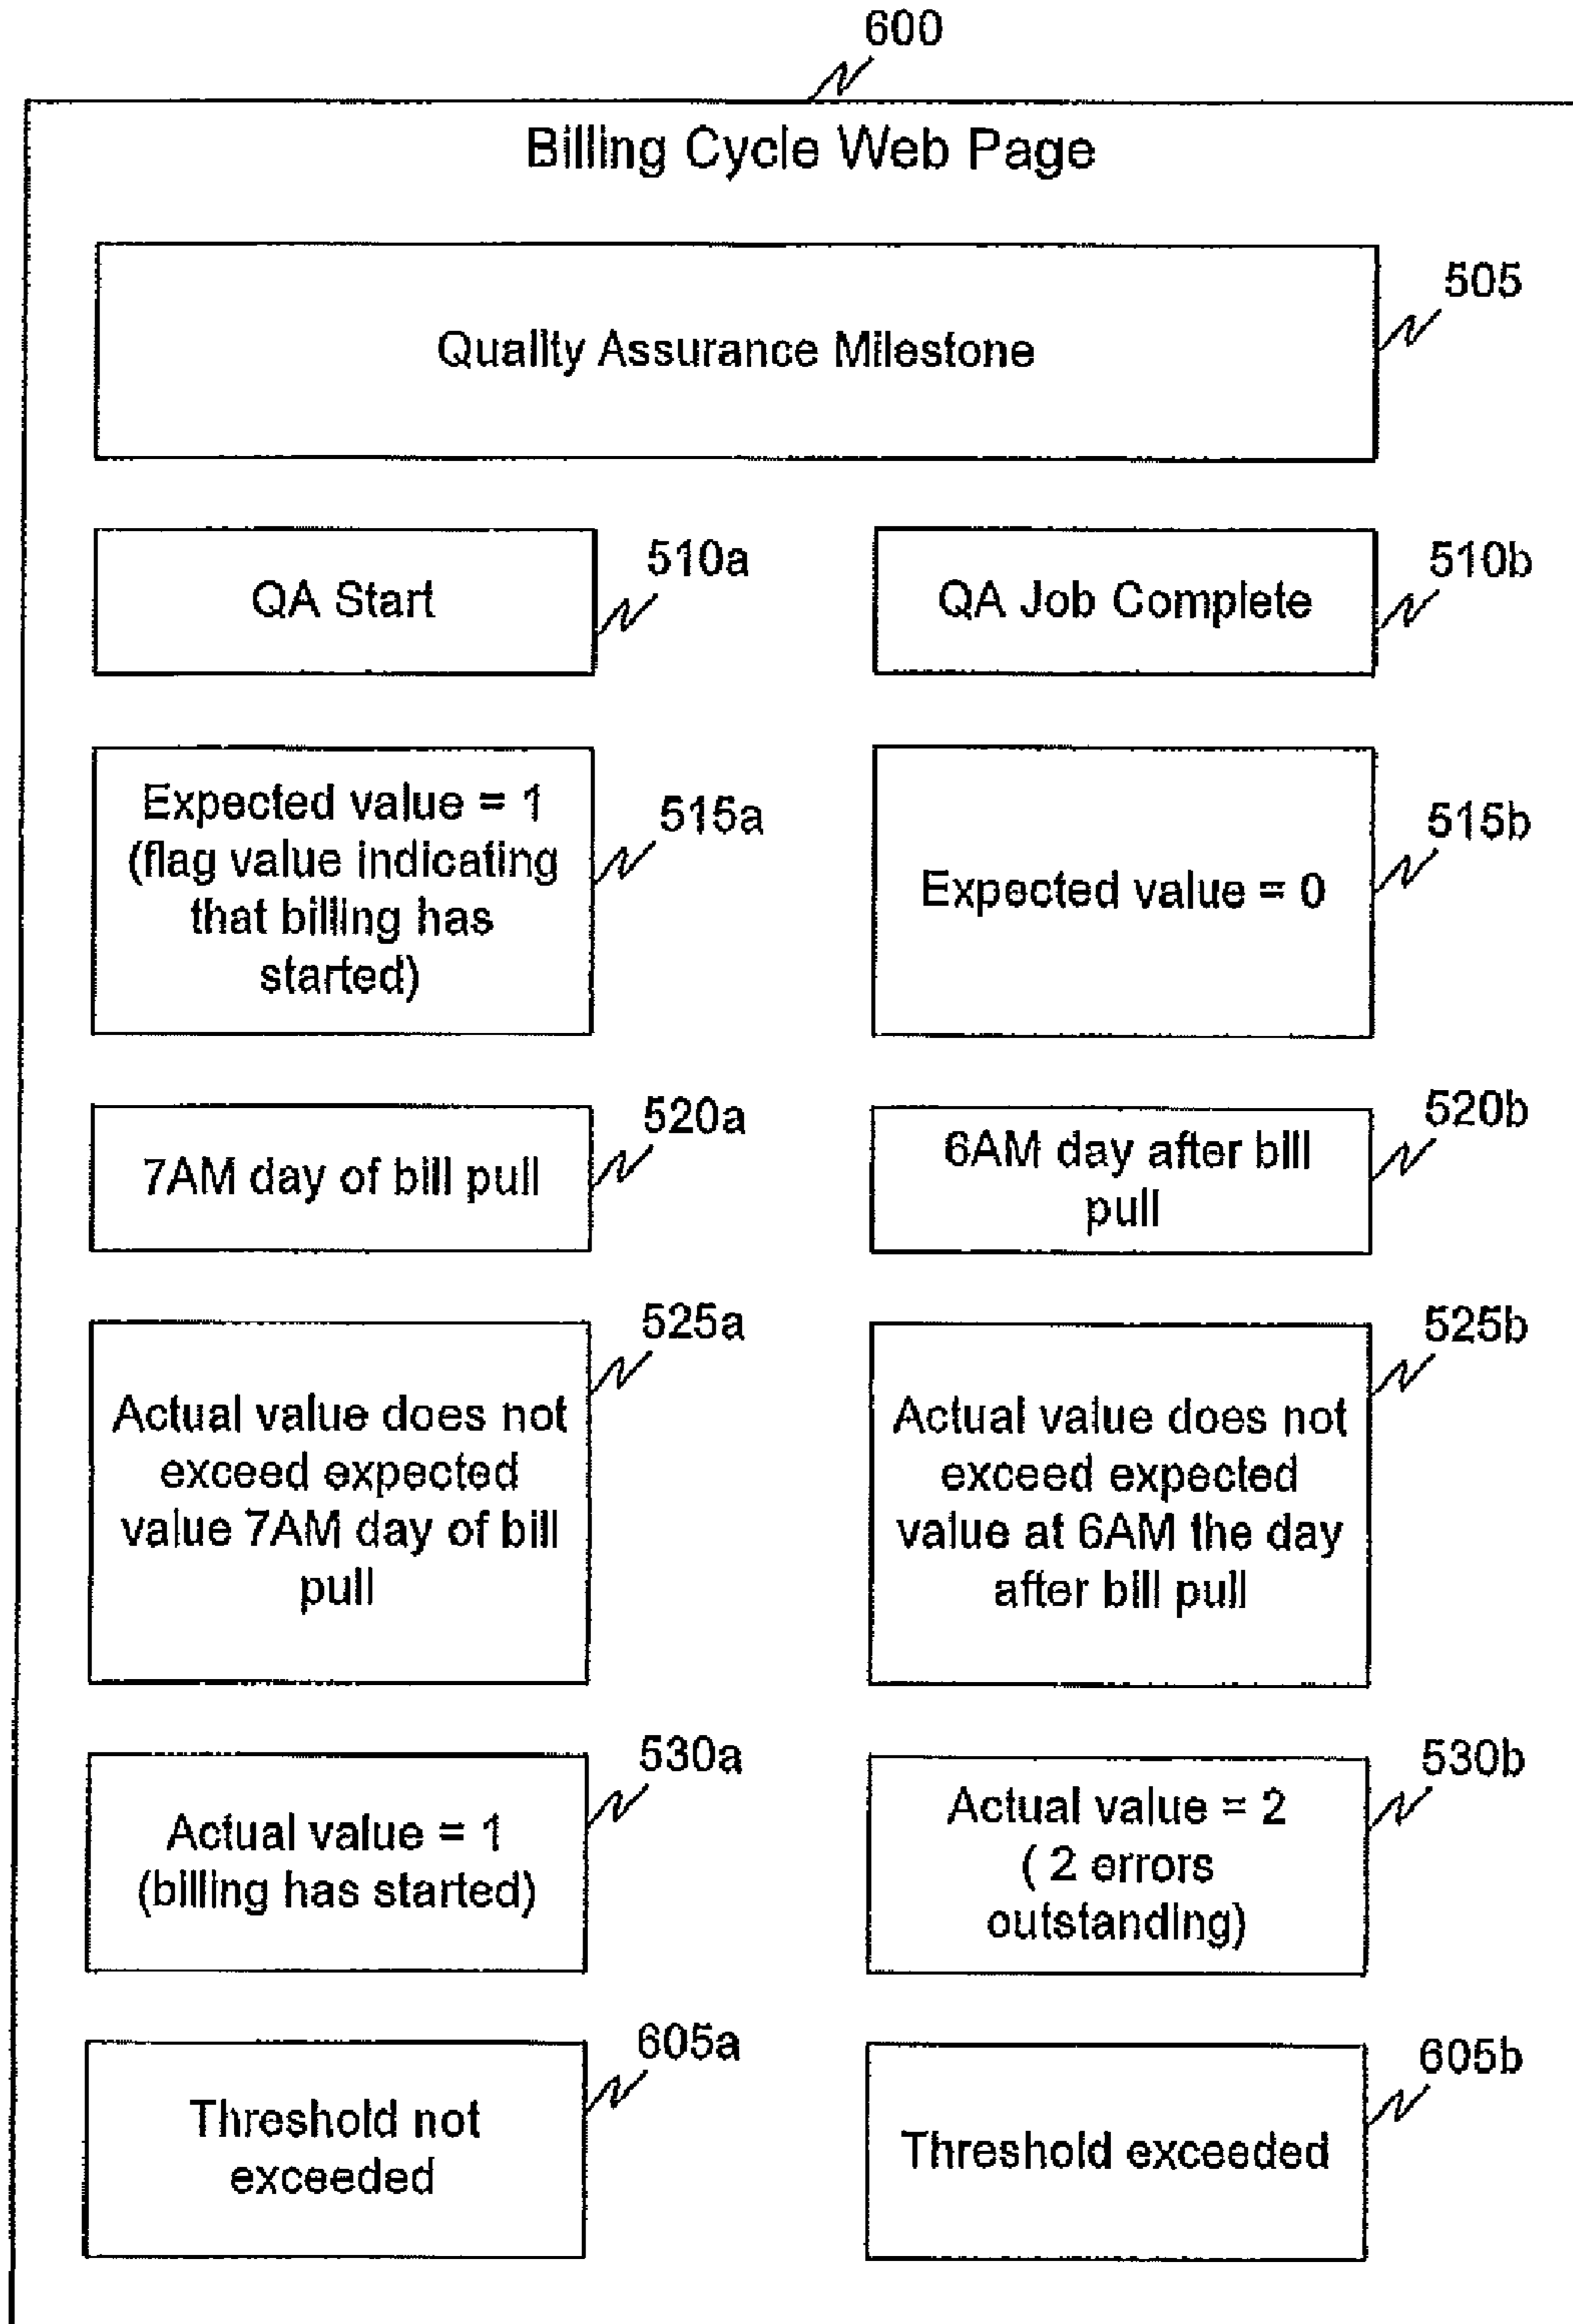 600
Billing Cycle Web Page
505
Quality Assurance Milestone
510a
QA Start
510b
QA Job Complete
515a
Expected value = 1
(flag value indicating
that billing has
started)
515b
Expected value = 0
520a
7AM day of bill pull
520b
6AM day after bill
pull
525a
Actual value does not
exceed expected
value 7AM day of bill
pull
525b
Actual value does not
exceed expected
value at 6AM the day
after bill pull
530a
Actual value = 1
(billing has started)
530b
Actual value = 2
( 2 errors
outstanding)
605a
Threshold not
exceeded
605b
Threshold exceeded